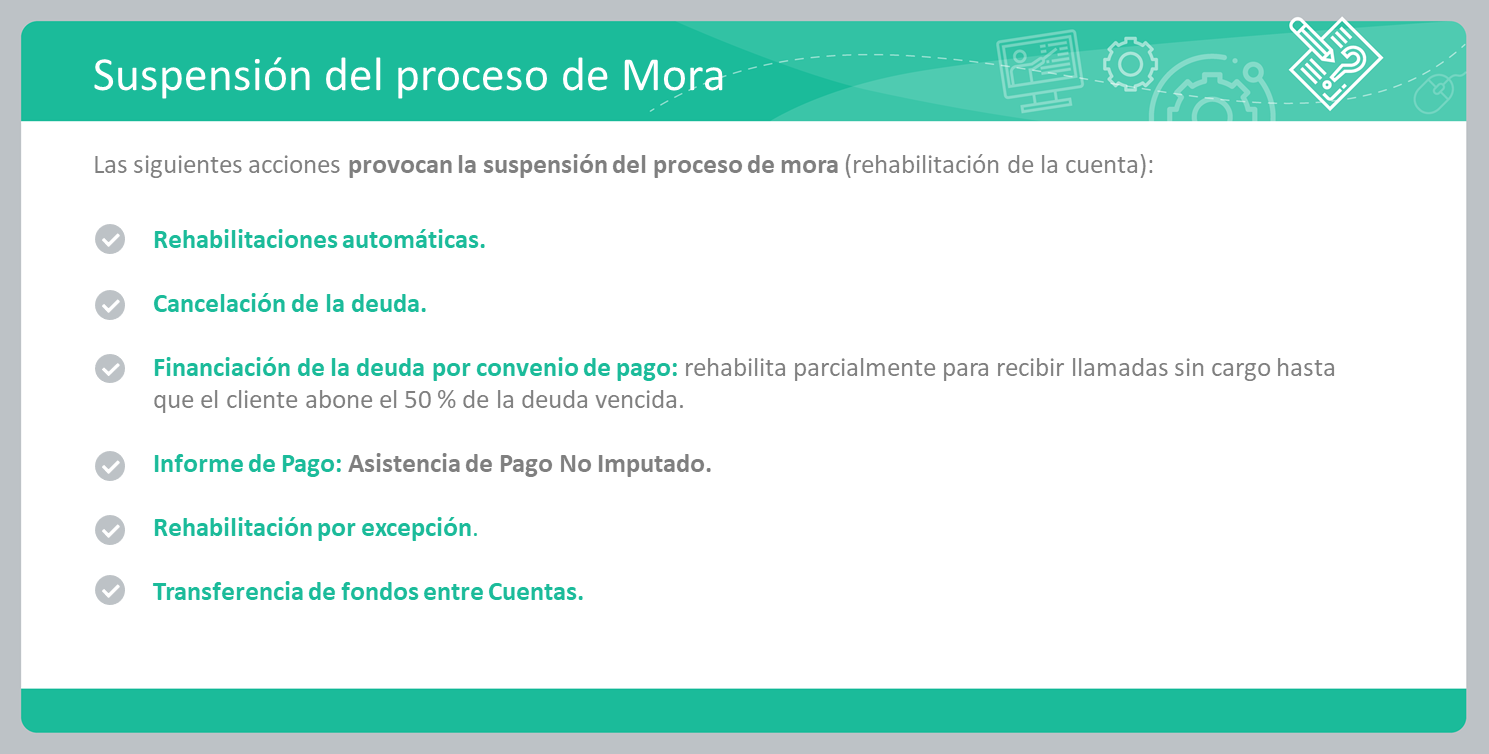 Suspensión del proceso de Mora
Las siguientes acciones provocan la suspensión del proceso de mora (rehabilitación de la cuenta):
Rehabilitaciones automáticas.
Cancelación de la deuda.
Financiación de la deuda por convenio de pago: rehabilita parcialmente para recibir llamadas sin cargo hasta
que el cliente abone el 50 % de la deuda vencida.
Informe de Pago: Asistencia de Pago No Imputado.
Rehabilitación por excepción.
Transferencia de fondos entre Cuentas.